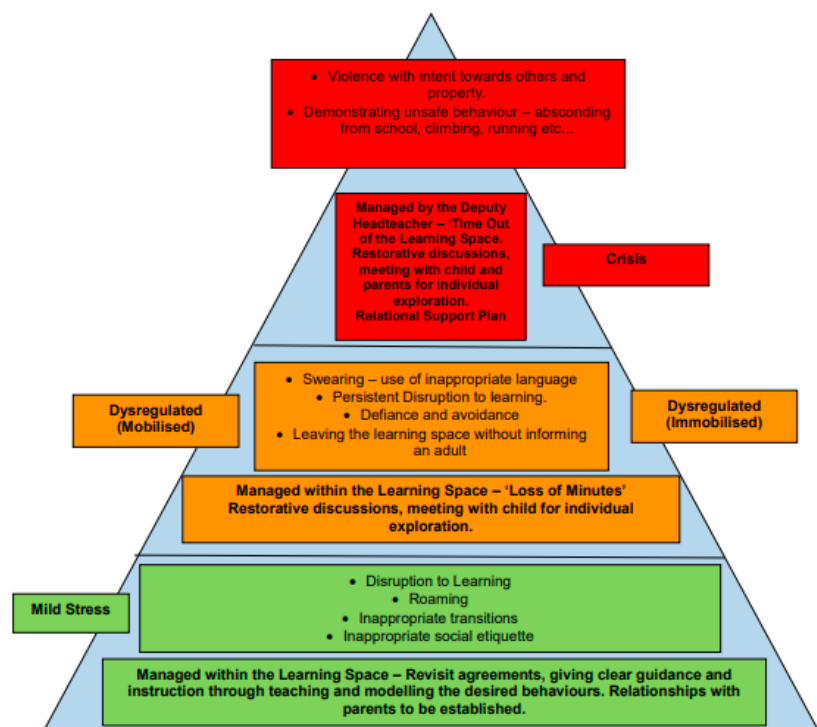 • Violence with intent towards others and
property.
• Demonstrating unsafe behaviour – absconding
from school, climbing, running etc...
Managed by the Deputy
Headteacher – ‘Time Out
of the Learning Space.
Restorative discussions,
meeting with child and
parents for individual
exploration.
Relational Support Plan
Crisis
Dysregulated
(Mobilised)
• Swearing – use of inappropriate language
• Persistent Disruption to learning.
• Defiance and avoidance
• Leaving the learning space without informing
an adult
Dysregulated
(Immobilised)
Managed within the Learning Space – ‘Loss of Minutes’
Restorative discussions, meeting with child for individual
exploration.
Mild Stress
• Disruption to Learning
• Roaming
• Inappropriate transitions
• Inappropriate social etiquette
Managed within the Learning Space – Revisit agreements, giving clear guidance and
instruction through teaching and modelling the desired behaviours. Relationships with
parents to be established.